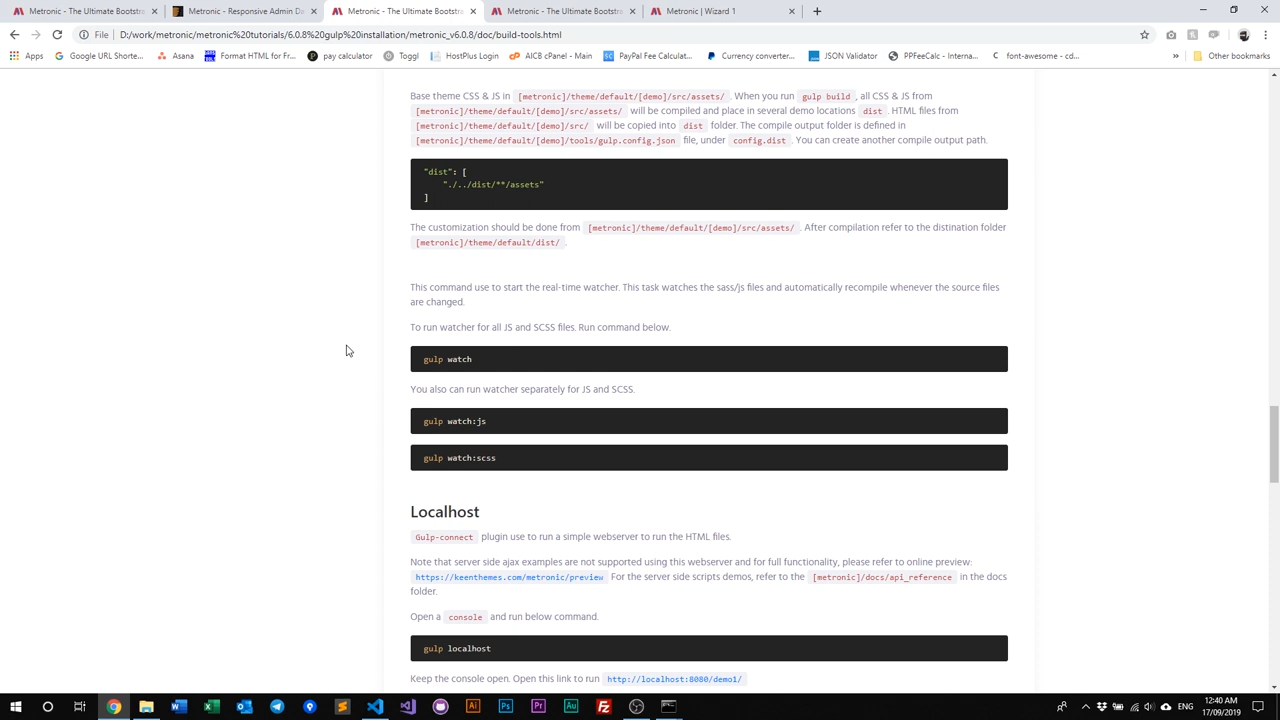 Metronic - The Ultimate Bootstra
Metronic - Responsive Admin Da
Metronic - The Ultimate Bootstra
Metronic - The Ultimate Bootstra
Metronic | Wizard 1
File | D:/work/metronic/metronic%20tutorials/6.0.8%20gulp%20installation/metronic_v6.0.8/doc/build-tools.html
Apps
Google URL Shorte...
Format HTML for Fr...
pay calculator
Toggl
HostPlus Login
AICB cPanel - Main
PayPal Fee Calculat...
Currency converter...
JSON Validator
PPFeeCalc - Interna...
font-awesome - cd...
»
Other bookmarks
Base theme CSS & JS in [metronic]/theme/default/[demo]/src/assets/ . When you run gulp build , all CSS & JS from
[metronic]/theme/default/[demo]/src/assets/ will be compiled and place in several demo locations dist . HTML files from
[metronic]/theme/default/[demo]/src/ will be copied into dist folder. The compile output folder is defined in
[metronic]/theme/default/[demo]/tools/gulp.config.json file, under config.dist . You can create another compile output path.
"dist": [
"./../dist/**/assets"
]
The customization should be done from [metronic]/theme/default/[demo]/src/assets/ . After compilation refer to the distination folder
[metronic]/theme/default/dist/ .
This command use to start the real-time watcher. This task watches the sass/js files and automatically recompile whenever the source files
are changed.
To run watcher for all JS and SCSS files. Run command below.
gulp watch
You also can run watcher separately for JS and SCSS.
gulp watch:js
gulp watch:scss
Localhost
Gulp-connect plugin use to run a simple webserver to run the HTML files.
Note that server side ajax examples are not supported using this webserver and for full functionality, please refer to online preview:
https://keenthemes.com/metronic/preview For the server side scripts demos, refer to the [metronic]/docs/api_reference in the docs
folder.
Open a console and run below command.
gulp localhost
Keep the console open. Open this link to run http://localhost:8080/demo1/
ENG
12:40 AM
17/09/2019